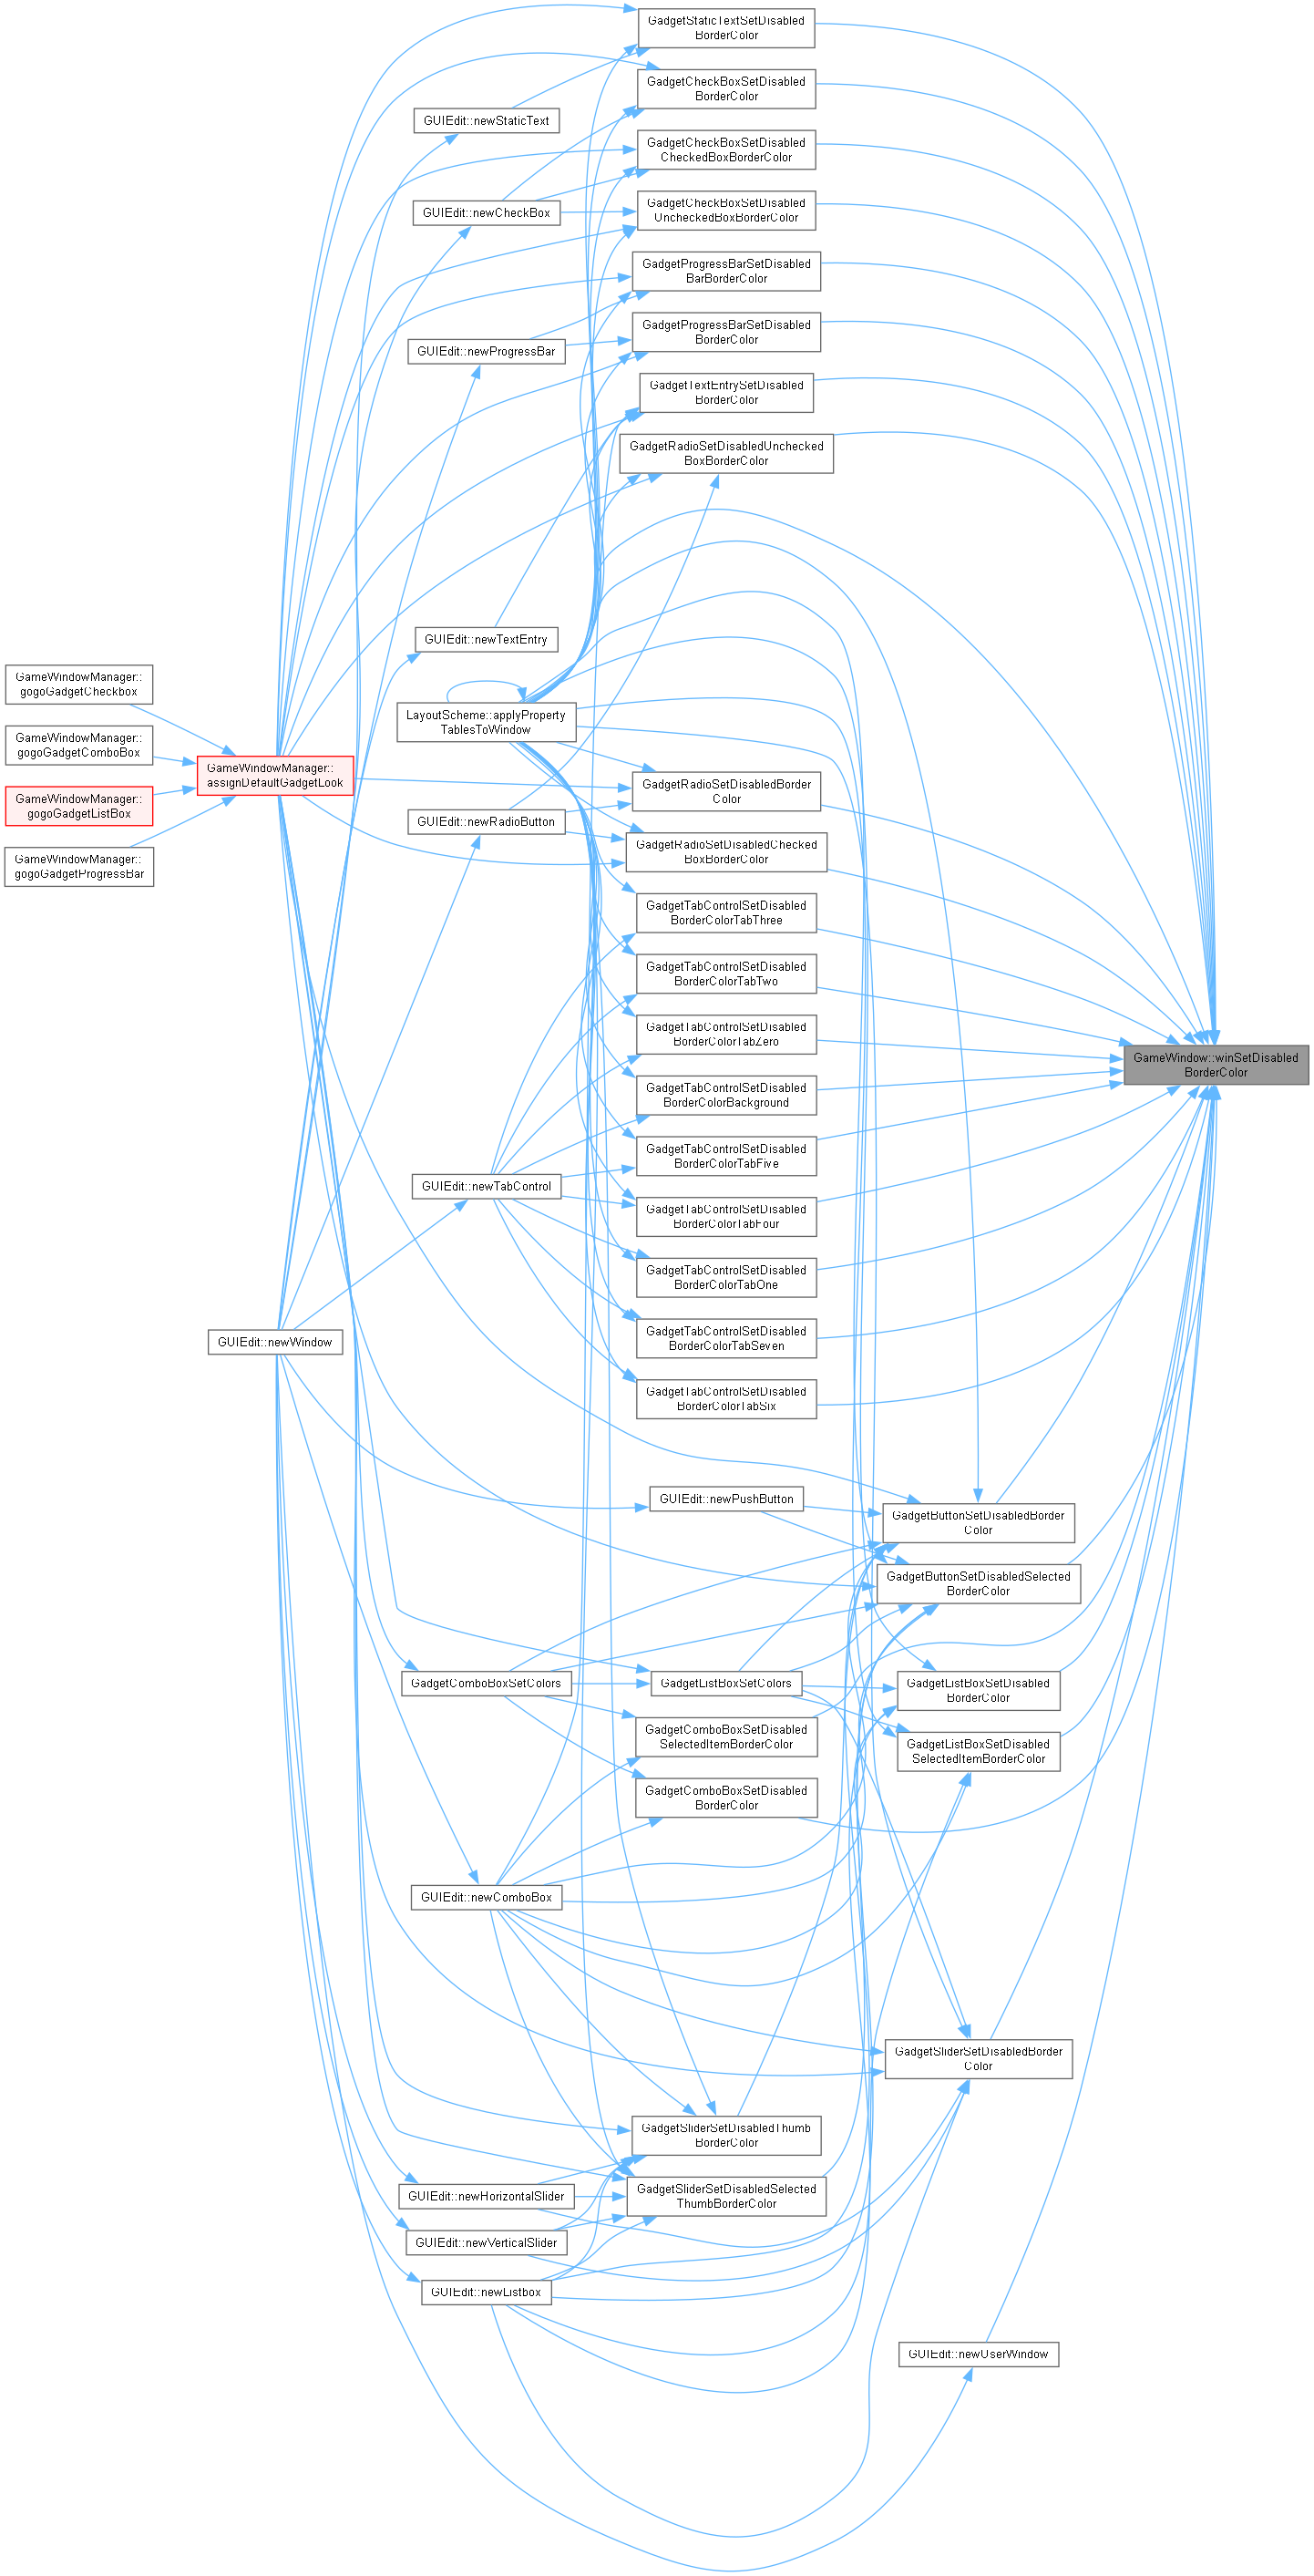 GadgetStaticTextSetDisabled
BorderColor
GadgetCheckBoxSetDisabled
BorderColor
GUIEdit::newStaticText
GadgetCheckBoxSetDisabled
CheckedBoxBorderColor
GUIEdit::newCheckBox
GadgetCheckBoxSetDisabled
UncheckedBoxBorderColor
GadgetProgressBarSetDisabled
BarBorderColor
GadgetProgressBarSetDisabled
BorderColor
GUIEdit::newProgressBar
GadgetTextEntrySetDisabled
BorderColor
GadgetRadioSetDisabledUnchecked
BoxBorderColor
GUIEdit::newTextEntry
GameWindowManager::
gogoGadgetCheckbox
LayoutScheme::applyProperty
TablesToWindow
GameWindowManager::
gogoGadgetComboBox
GameWindowManager::
assignDefaultGadgetLook
GadgetRadioSetDisabledBorder
Color
GameWindowManager::
gogoGadgetListBox
GUIEdit::newRadioButton
GadgetRadioSetDisabledChecked
BoxBorderColor
GameWindowManager::
gogoGadgetProgressBar
GadgetTabControlSetDisabled
BorderColorTabThree
GadgetTabControlSetDisabled
BorderColorTabTwo
GadgetTabControlSetDisabled
BorderColorTabZero
GameWindow::winSetDisabled
BorderColor
GadgetTabControlSetDisabled
BorderColorBackground
GadgetTabControlSetDisabled
BorderColorTabFive
GUIEdit::newTabControl
GadgetTabControlSetDisabled
BorderColorTabFour
GadgetTabControlSetDisabled
BorderColorTabOne
GUIEdit::newWindow
GadgetTabControlSetDisabled
BorderColorTabSeven
GadgetTabControlSetDisabled
BorderColorTabSix
GUIEdit::newPushButton
GadgetButtonSetDisabledBorder
Color
GadgetButtonSetDisabledSelected
BorderColor
GadgetComboBoxSetColors
GadgetListBoxSetColors
GadgetListBoxSetDisabled
BorderColor
GadgetComboBoxSetDisabled
SelectedItemBorderColor
GadgetListBoxSetDisabled
SelectedItemBorderColor
GadgetComboBoxSetDisabled
BorderColor
GUIEdit::newComboBox
GadgetSliderSetDisabledBorder
Color
GadgetSliderSetDisabledThumb
BorderColor
GUIEdit::newHorizontalSlider
GadgetSliderSetDisabledSelected
ThumbBorderColor
GUIEdit::newVerticalSlider
GUIEdit::newListbox
GUIEdit::newUserWindow